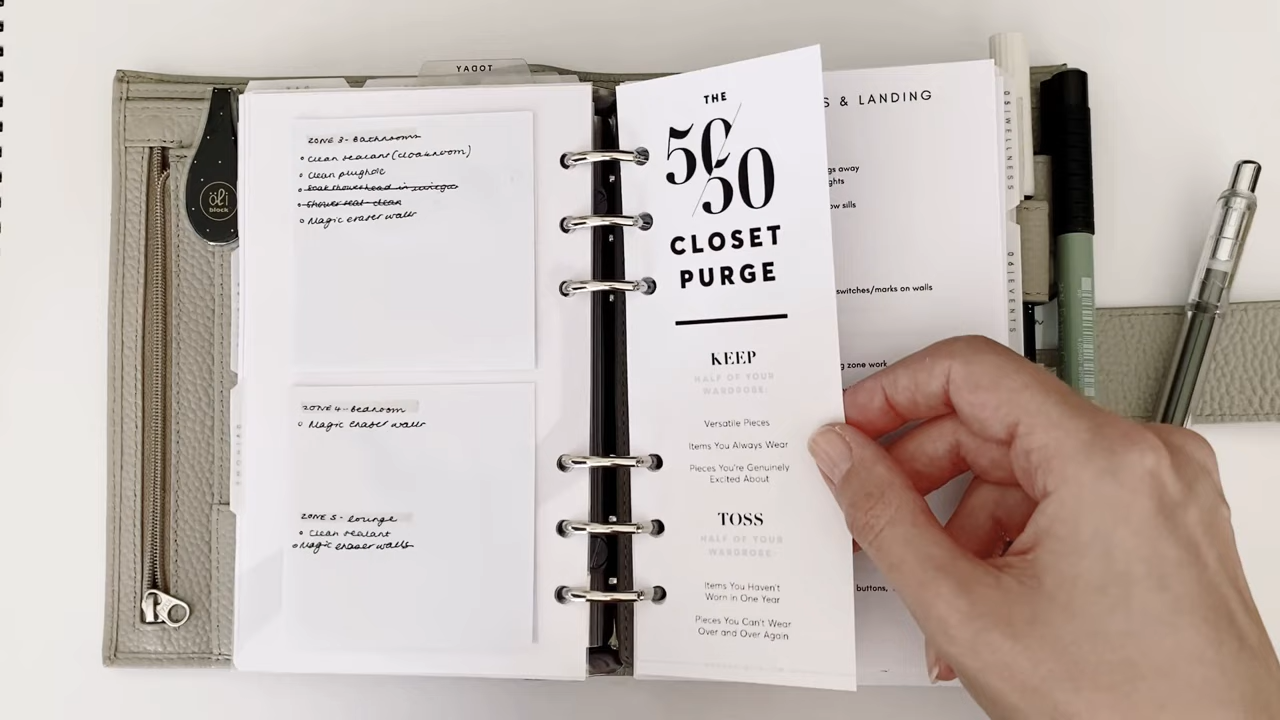 TODAY
öli
block
ZONE 3 - Bathrooms
Clean sealant (cloakroom)
Clean plughole
Soak showerhead in
Shower seal - clean
Magic eraser walls
ZONE 4 - Bedroom
Magic eraser walls
ZONE 5 - Lounge
Clean sealant
Magic eraser walls
THE
50/50
CLOSET
PURGE
KEEP
HALF OF YOUR
WARDROBE:
Versatile Pieces
Items You Always Wear
Pieces You're Genuinely
Excited About
TOSS
HALF OF YOUR
WARDROBE:
Items You Haven't
Worn in One Year
Pieces You Can't Wear
Over and Over Again
S & LANDING
gs away
ghts
ow sills
switches/marks on walls
g zone work
buttons,
05|WELLNESS
06|EVENTS